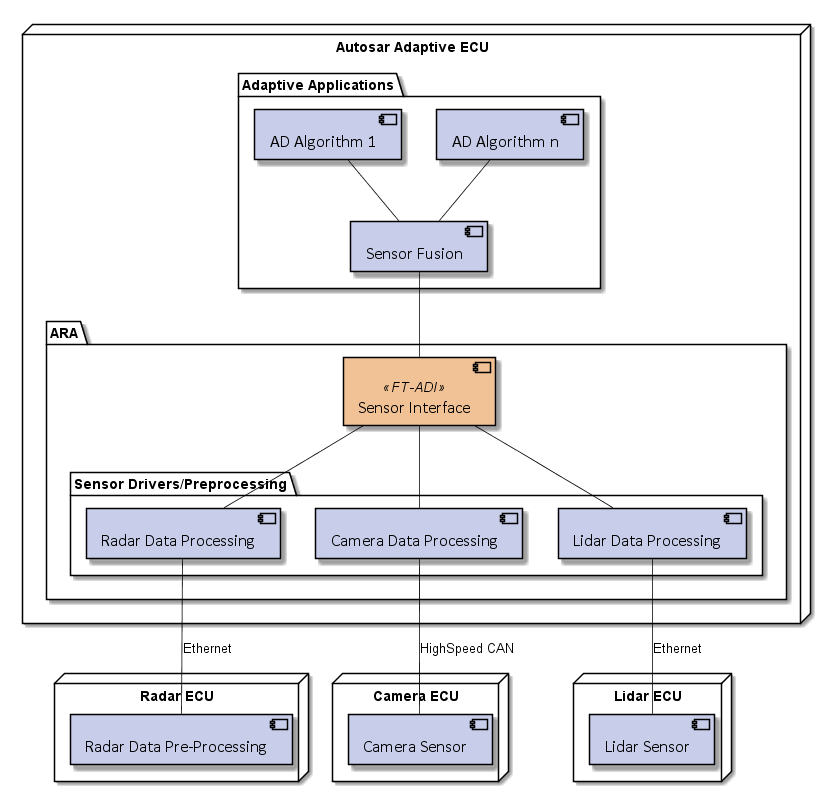 Autosar Adaptive ECU
Adaptive Applications
AD Algorithm 1
AD Algorithm n
Sensor Fusion
ARA
«FT-ADI»
Sensor Interface
Sensor Drivers/Preprocessing
Radar Data Processing
Camera Data Processing
Lidar Data Processing
Ethernet
HighSpeed CAN
Ethernet
Radar ECU
Camera ECU
Lidar ECU
Radar Data Pre-Processing
Camera Sensor
Lidar Sensor